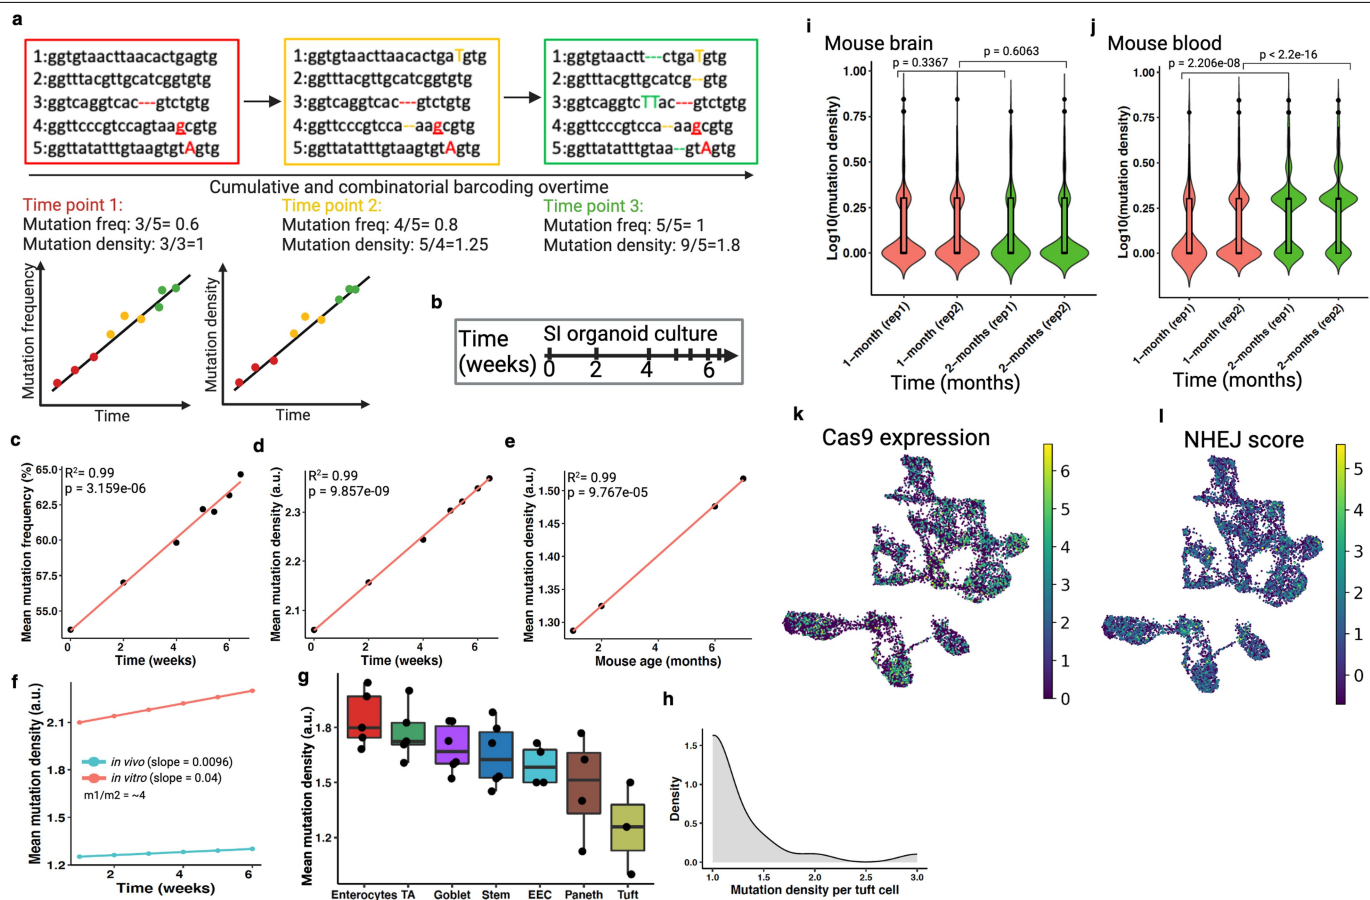 a
1:ggtgtaacttaacactgagtg
2:ggtttacgttgcatcggtgtg
3:ggtcaggtcac---gtctgtg
4:ggttcccgtccagtaagcgtg
5:ggttatatttgtaagtgtAgtg
1:ggtgtaacttaacactgaTgtg
2:ggtttacgttgcatcggtgtg
3:ggtcaggtcac---gtctgtg
4:ggttcccgtcca--aagcgtg
5:ggttatatttgtaagtgtAgtg
1:ggtgtaactt---ctgaTgtg
2:ggtttacgttgcatcg--gtg
3:ggtcaggtcTTac---gtctgtg
4:ggttcccgtcca--aagcgtg
5:ggttatatttgtaa--gtAgtg
Cumulative and combinatorial barcoding overtime
Time point 1:
Mutation freq: 3/5= 0.6
Mutation density: 3/3=1
Time point 2:
Mutation freq: 4/5= 0.8
Mutation density: 5/4=1.25
Time point 3:
Mutation freq: 5/5= 1
Mutation density: 9/5=1.8
Mutation frequency
Time
Mutation density
Time
b
Time
(weeks)
SI organoid culture
0 2 4 6
c
R²= 0.99
p = 3.159e-06
Mean mutation frequency (%)
65.0
62.5
60.0
57.5
55.0
0 2 4 6
Time (weeks)
d
R²= 0.99
p = 9.857e-09
Mean mutation density (a.u.)
2.3
2.2
2.1
0 2 4 6
Time (weeks)
e
R²= 0.99
p = 9.767e-05
Mean mutation density (a.u.)
1.50
1.45
1.40
1.35
1.30
2 4 6
Mouse age (months)
f
Mean mutation density (a.u.)
2.1
1.8
1.5
1.2
in vivo (slope = 0.0096)
in vitro (slope = 0.04)
m1/m2 = ~4
2 4 6
Time (weeks)
g
Mean mutation density (a.u.)
1.8
1.5
1.2
Enterocytes TA Goblet Stem EEC Paneth Tuft
h
Density
1.5
1.0
0.5
0.0
1.0 1.5 2.0 2.5 3.0
Mutation density per tuft cell
i
Mouse brain
p = 0.6063
p = 0.3367
Log10(mutation density)
1.00
0.75
0.50
0.25
0.00
1-month (rep1)
1-month (rep2)
2-months (rep1)
2-months (rep2)
Time (months)
j
Mouse blood
p < 2.2e-16
p = 2.206e-08
Log10(mutation density)
1.00
0.75
0.50
0.25
0.00
1-month (rep1)
1-month (rep2)
2-months (rep1)
2-months (rep2)
Time (months)
k
Cas9 expression
6
5
4
3
2
1
0
l
NHEJ score
5
4
3
2
1
0